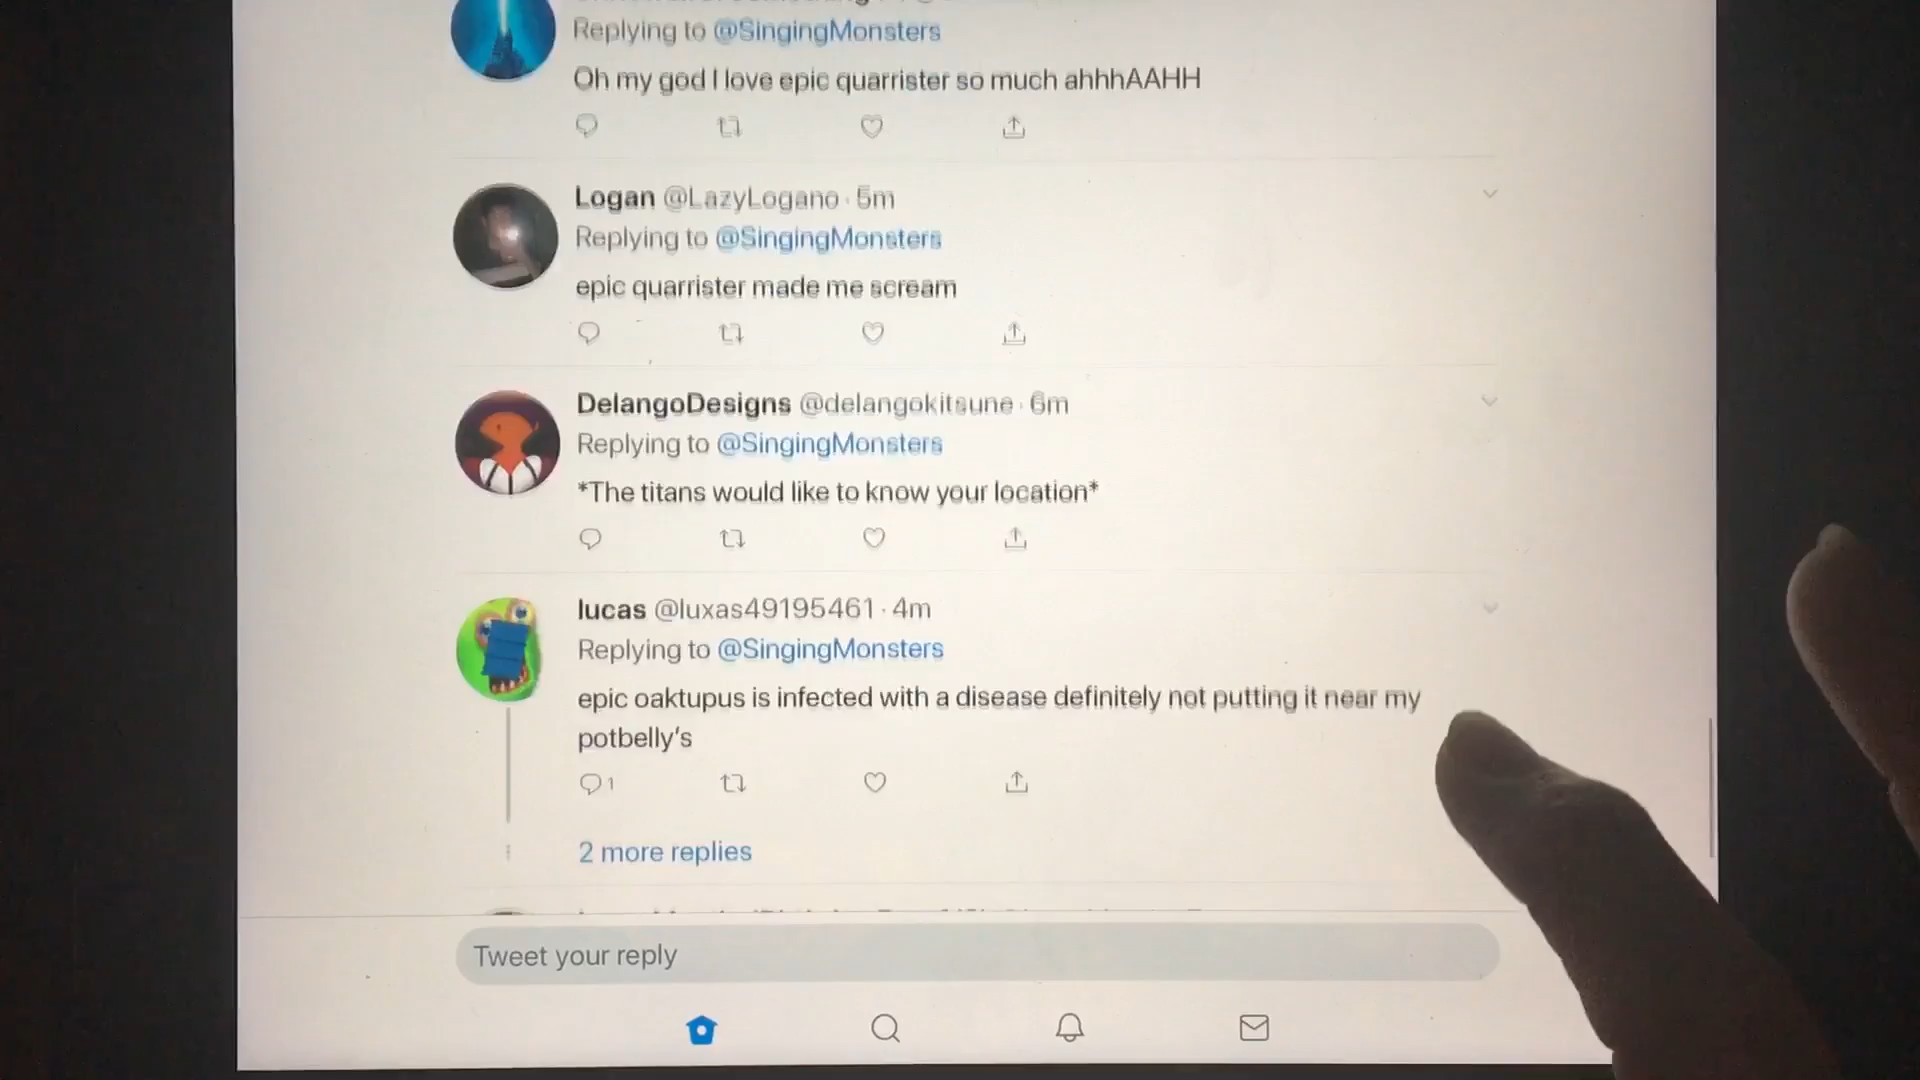 Replying to @SingingMonsters
Oh my god I love epic quarrister so much ahhhAAHH
Logan @LazyLogano · 5m
Replying to @SingingMonsters
epic quarrister made me scream
DelangoDesigns @delangokitsune · 6m
Replying to @SingingMonsters
*The titans would like to know your location*
lucas @luxas49195461 · 4m
Replying to @SingingMonsters
epic oaktupus is infected with a disease definitely not putting it near my
potbelly's
1
2 more replies
Tweet your reply